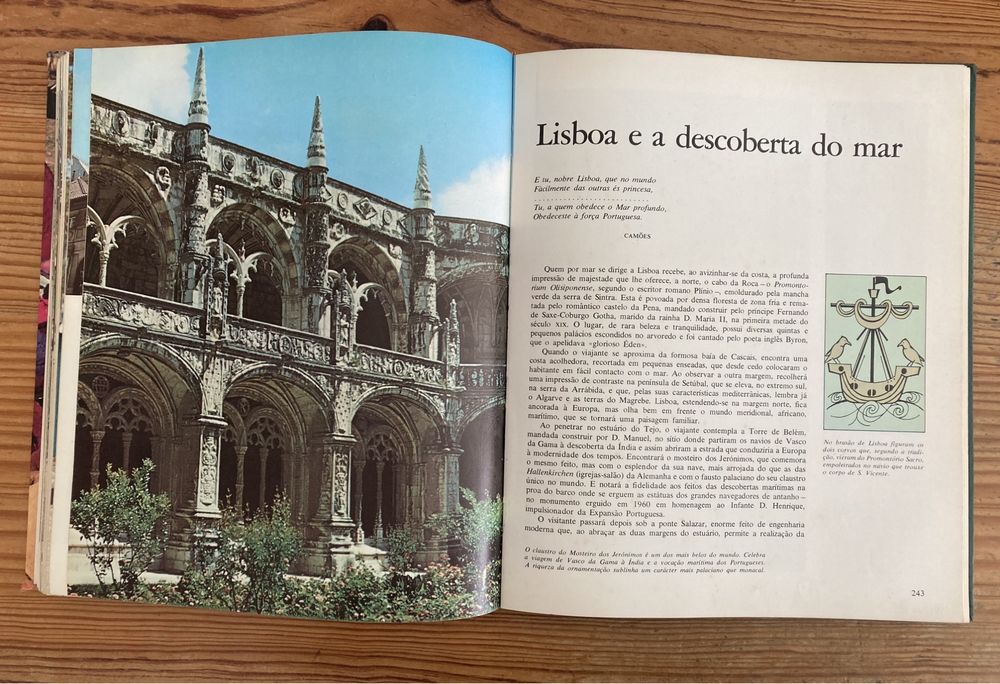 Lisboa e a descoberta do mar
E tu, nobre Lisboa, que no mundo
Fàcilmente das outras és princesa,
. . . . . . . . . . . . . . . . . . . . . . . . .
Tu, a quem obedece o Mar profundo,
Obedeceste à força Portuguesa.
CAMÕES
Quem por mar se dirige a Lisboa recebe, ao avizinhar-se da costa, a profunda
impressão de majestade que lhe oferece, a norte, o cabo da Roca – o Promonto-
rium Olisiponense, segundo o escritor romano Plínio –, emoldurado pela mancha
verde da serra de Sintra. Esta é povoada por densa floresta de zona fria e rema-
tada pelo romântico castelo da Pena, mandado construir pelo príncipe Fernando
de Saxe-Coburgo Gotha, marido da rainha D. Maria II, na primeira metade do
século XIX. O lugar, de rara beleza e tranquilidade, possui diversas quintas e
pequenos palácios escondidos no arvoredo e foi cantado pelo poeta inglês Byron,
que o apelidava «glorioso Éden».
Quando o viajante se aproxima da formosa baía de Cascais, encontra uma
costa acolhedora, recortada em pequenas enseadas, que desde cedo colocaram o
habitante em fácil contacto com o mar. Ao observar a outra margem, recolherá
uma impressão de contraste na península de Setúbal, que se eleva, no extremo sul,
na serra da Arrábida, e que, pelas suas características mediterrânicas, lembra já
o Algarve e as terras do Magrebe. Lisboa, estendendo-se na margem norte, fica
ancorada à Europa, mas olha bem em frente o mundo meridional, africano,
marítimo, que se tornará uma paisagem familiar.
Ao penetrar no estuário do Tejo, o viajante contempla a Torre de Belém,
mandada construir por D. Manuel, no sítio donde partiram os navios de Vasco
da Gama à descoberta da Índia e assim abriram a estrada que conduziria a Europa
à modernidade dos tempos. Encontrará o mosteiro dos Jerónimos, que comemora
o mesmo feito, mas com o esplendor da sua nave, mais arrojada do que as das
Hallenkirchen (igrejas-salão) da Alemanha e com o fausto palaciano do seu claustro
único no mundo. E notará a fidelidade aos feitos das descobertas marítimas na
proa do barco onde se erguem as estátuas dos grandes navegadores de antanho –
no monumento erguido em 1960 em homenagem ao Infante D. Henrique,
impulsionador da Expansão Portuguesa.
O visitante passará depois sob a ponte Salazar, enorme feito de engenharia
moderna que, ao abraçar as duas margens do estuário, permite a realização da
No brasão de Lisboa figuram os
dois corvos que, segundo a tradi-
ção, vieram do Promontório Sacro,
empoleirados no navio que trouxe
o corpo de S. Vicente.
O claustro do Mosteiro dos Jerónimos é um dos mais belos do mundo. Celebra
a viagem de Vasco da Gama à Índia e a vocação marítima dos Portugueses.
A riqueza da ornamentação sublinha um carácter mais palaciano que monacal.
243